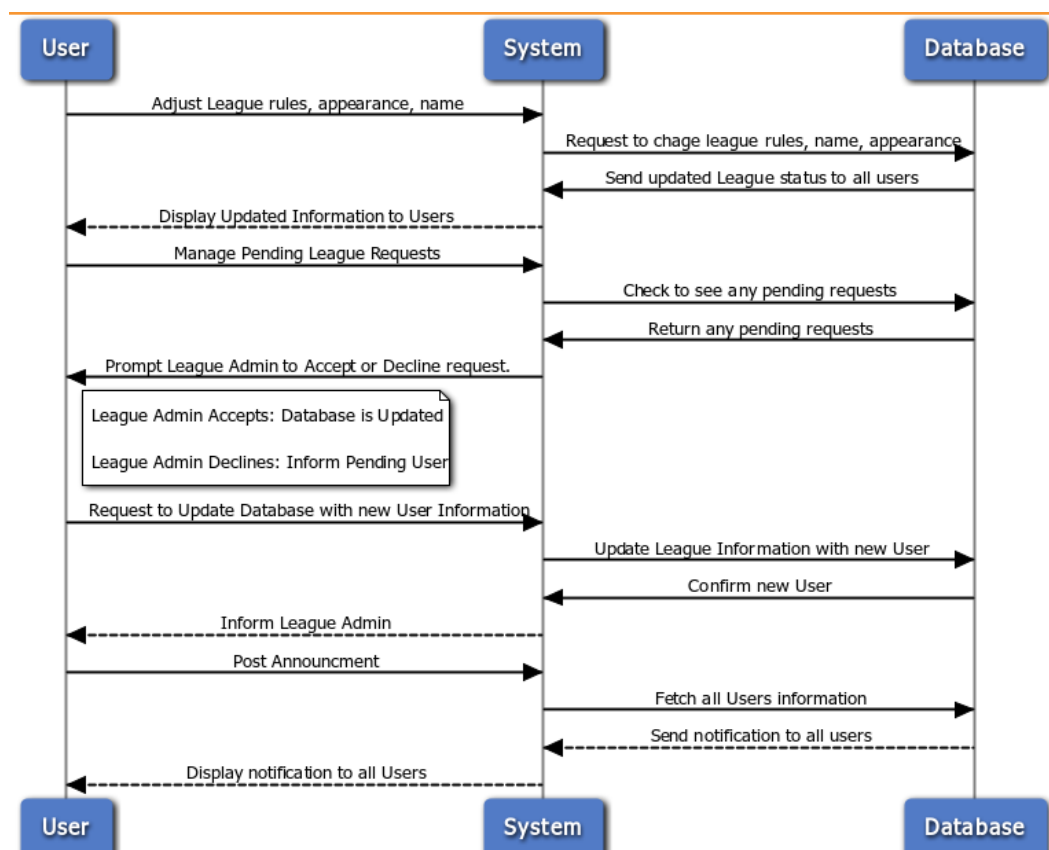 User
System
Database
Adjust League rules, appearance, name
Request to chage league rules, name, appearance
Send updated League status to all users
Display Updated Information to Users
Manage Pending League Requests
Check to see any pending requests
Return any pending requests
Prompt League Admin to Accept or Decline request.
League Admin Accepts: Database is Updated
League Admin Declines: Inform Pending User
Request to Update Database with new User Information
Update League Information with new User
Confirm new User
Inform League Admin
Post Announcment
Fetch all Users information
Send notification to all users
Display notification to all Users
User
System
Database